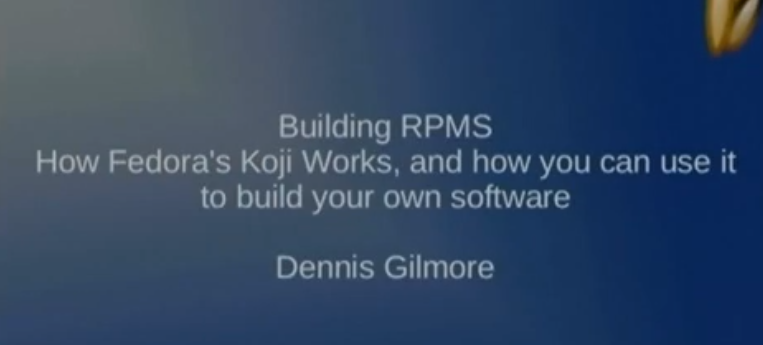 Building RPMS
How Fedora's Koji Works, and how you can use it
to build your own software
Dennis Gilmore